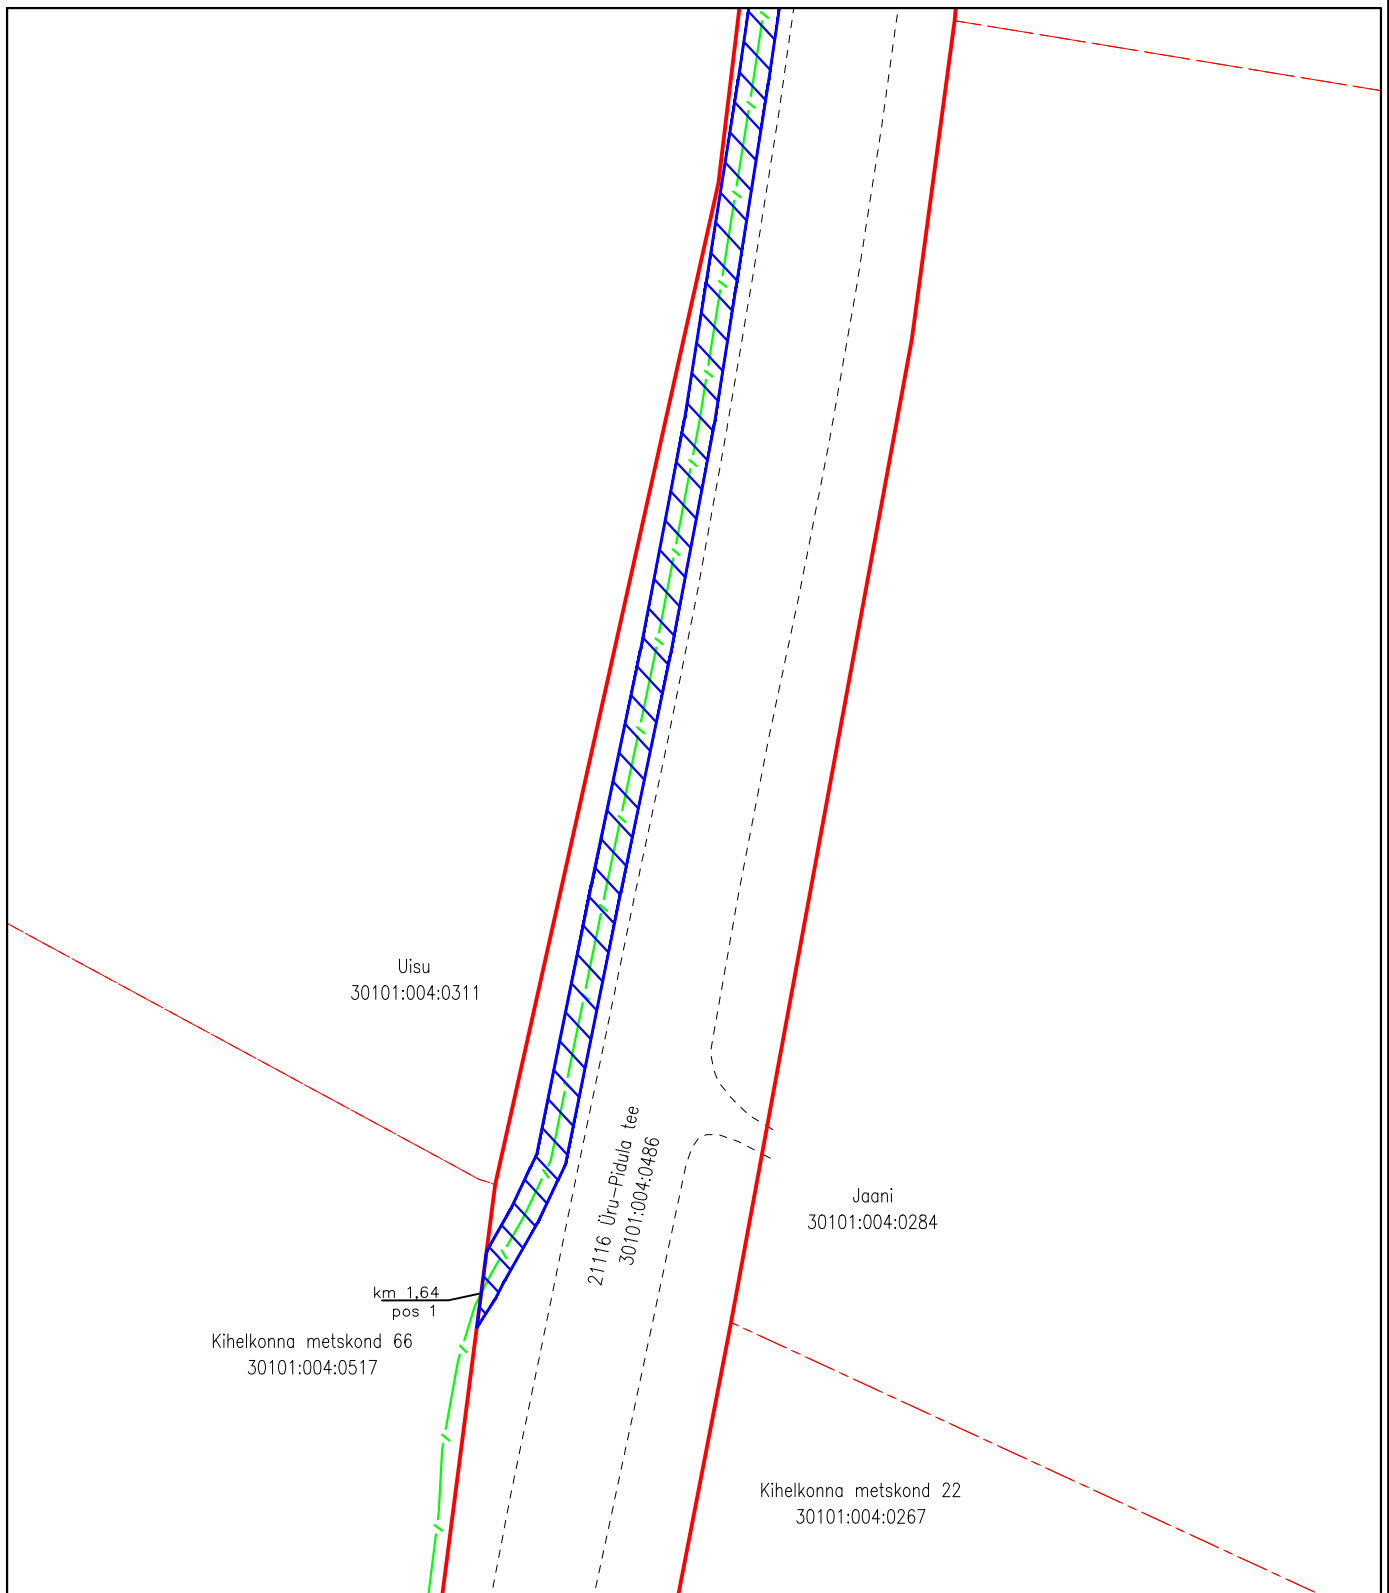 Uisu
30101:004:0311
21116 Üru-Pidula tee
30101:004:0486
Jaani
30101:004:0284
km 1,64
pos 1
Kihelkonna metskond 66
30101:004:0517
Kihelkonna metskond 22
30101:004:0267